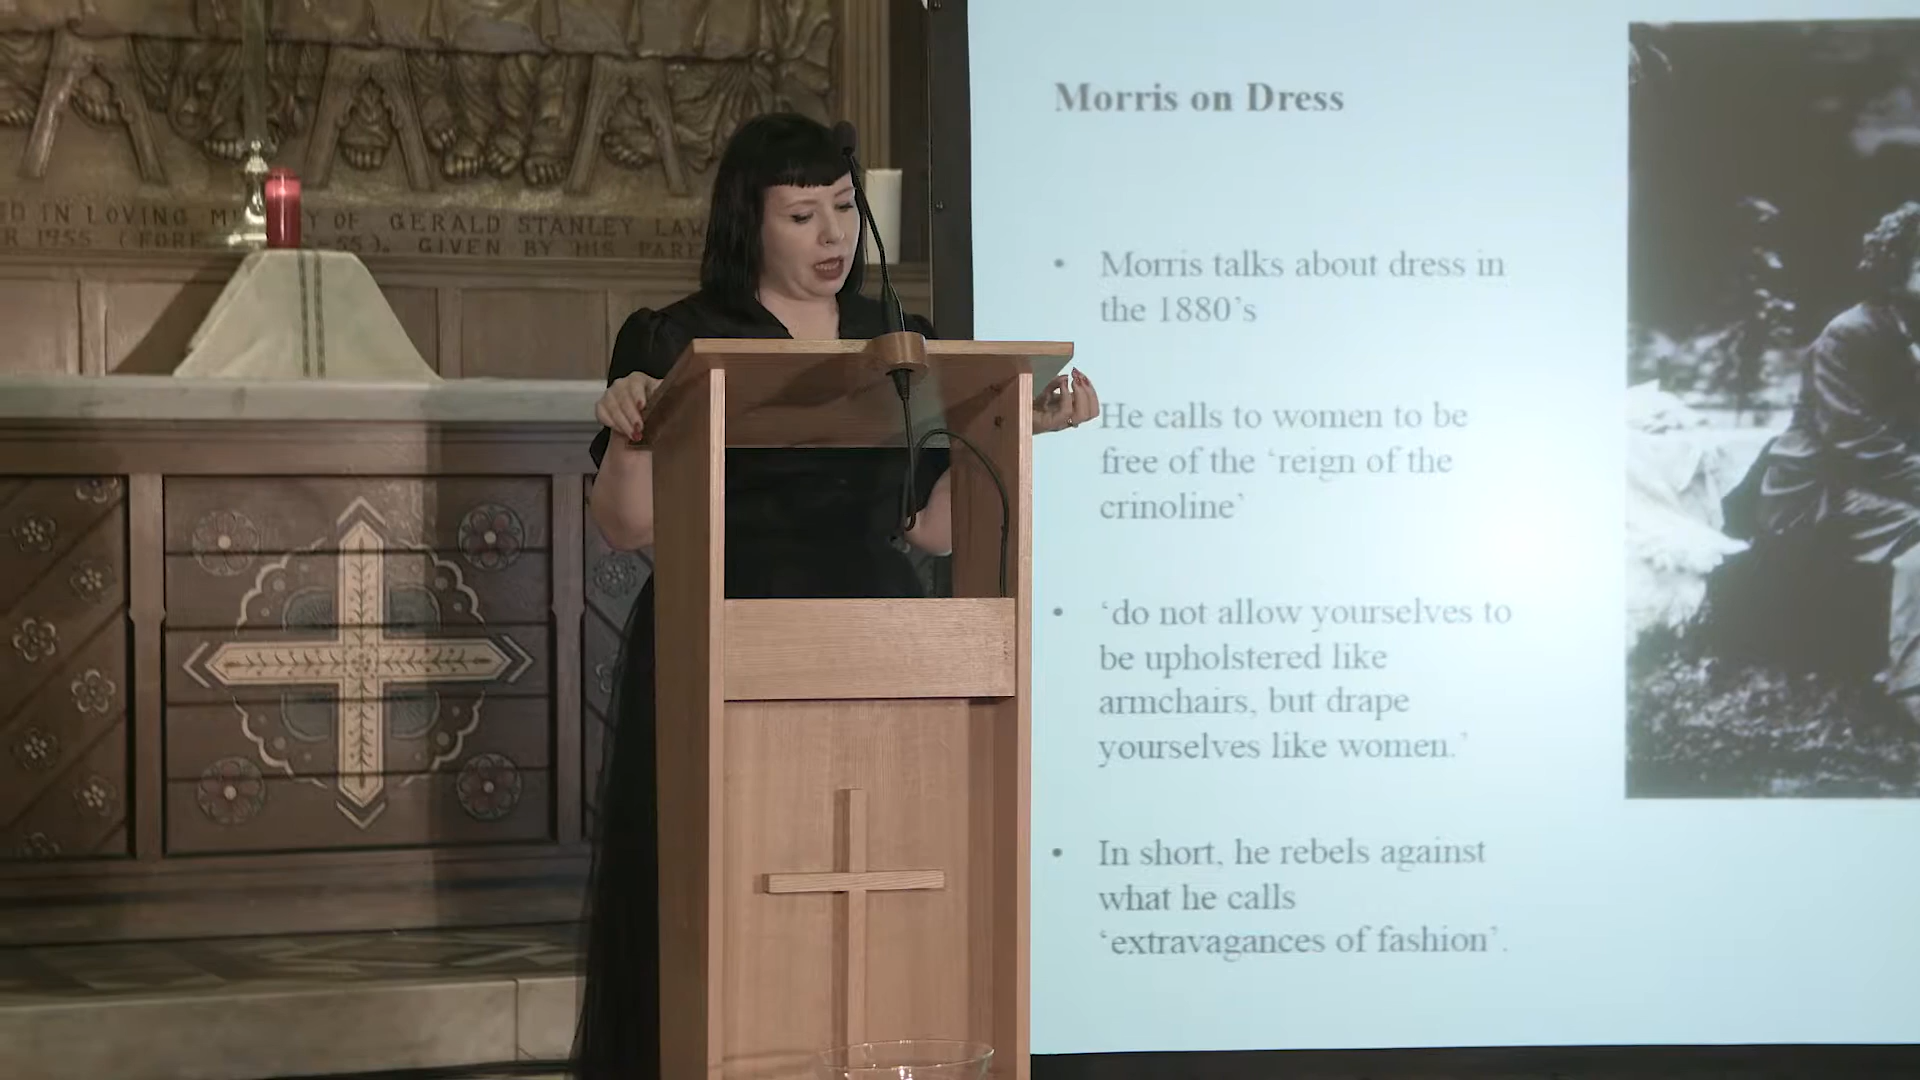 D IN LOVING M Y OF GERALD STANLEY LAW
R 1955. (FORE -55). GIVEN BY HIS PARI
Morris on Dress
• Morris talks about dress in
the 1880's
He calls to women to be
free of the 'reign of the
crinoline'
• 'do not allow yourselves to
be upholstered like
armchairs, but drape
yourselves like women.'
• In short, he rebels against
what he calls
'extravagances of fashion'.